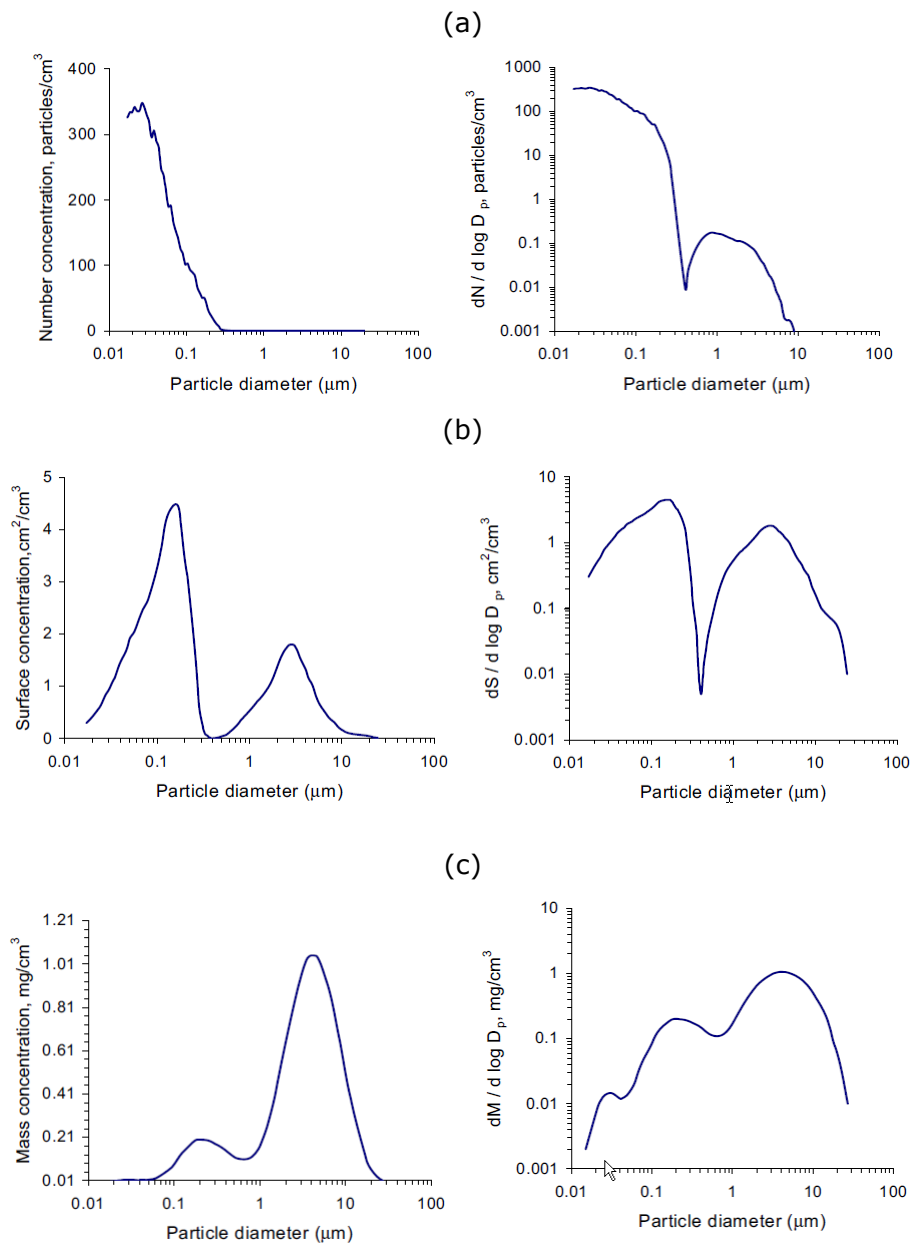 (a)
Number concentration, particles/cm³
400
300
200
100
0
0.01 0.1 1 10 100
Particle diameter (μm)
dN / d log D p, particles/cm³
1000
100
10
1
0.1
0.01
0.001
0.01 0.1 1 10 100
Particle diameter (μm)
(b)
Surface concentration,cm²/cm³
5
4
3
2
1
0
0.01 0.1 1 10 100
Particle diameter (μm)
dS / d log D p, cm²/cm³
10
1
0.1
0.01
0.001
0.01 0.1 1 10 100
Particle diameter (μm)
(c)
Mass concentration, mg/cm³
1.21
1.01
0.81
0.61
0.41
0.21
0.01
0.01 0.1 1 10 100
Particle diameter (μm)
dM / d log D p, mg/cm³
10
1
0.1
0.01
0.001
0.01 0.1 1 10 100
Particle diameter (μm)